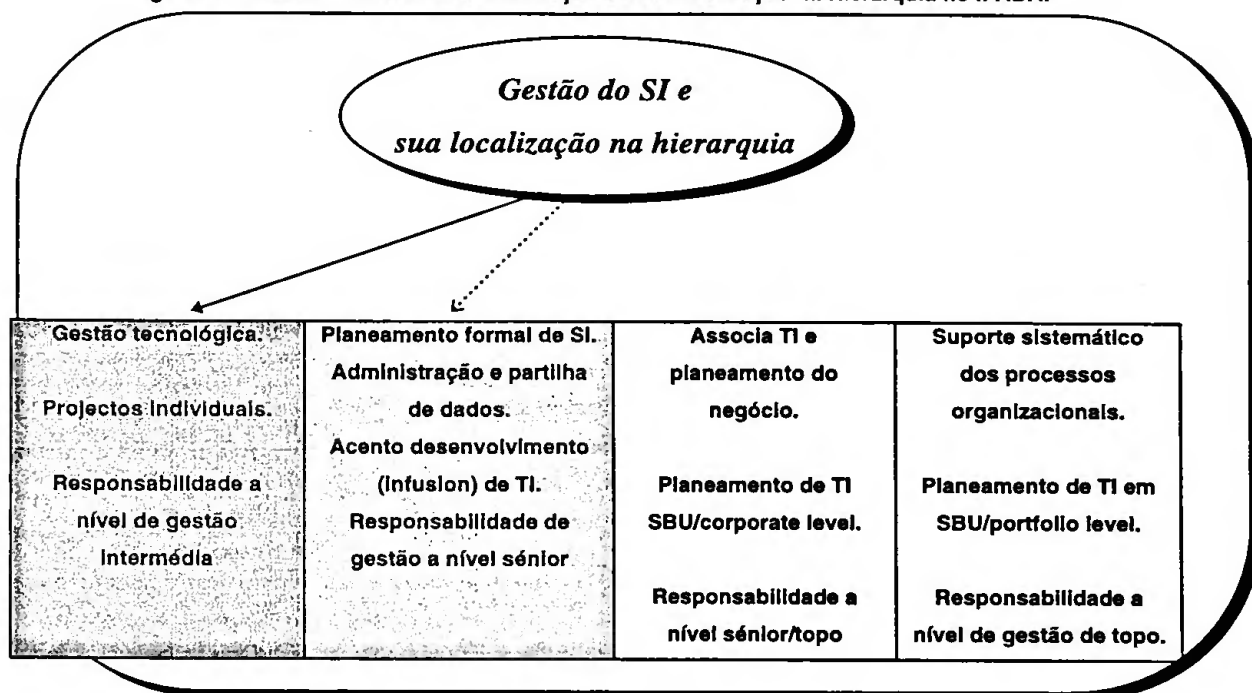 Gestão do SI e
sua localização na hierarquia
Gestão tecnológica.
Projectos individuais.
Responsabilidade a
nível de gestão
Intermédia
Planeamento formal de SI.
Administração e partilha
de dados.
Acento desenvolvimento
(infusion) de TI.
Responsabilidade de
gestão a nível sénior
Associa TI e
planeamento do
negócio.
Planeamento de TI
SBU/corporate level.
Responsabilidade a
nível sénior/topo
Suporte sistemático
dos processos
organizacionais.
Planeamento de TI em
SBU/portfolio level.
Responsabilidade a
nível de gestão de topo.